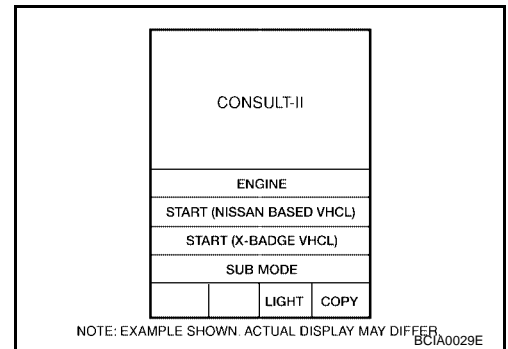 CONSULT-II
ENGINE
START (NISSAN BASED VHCL)
START (X-BADGE VHCL)
SUB MODE
LIGHT COPY
NOTE: EXAMPLE SHOWN. ACTUAL DISPLAY MAY DIFFER.
BCIA0029E